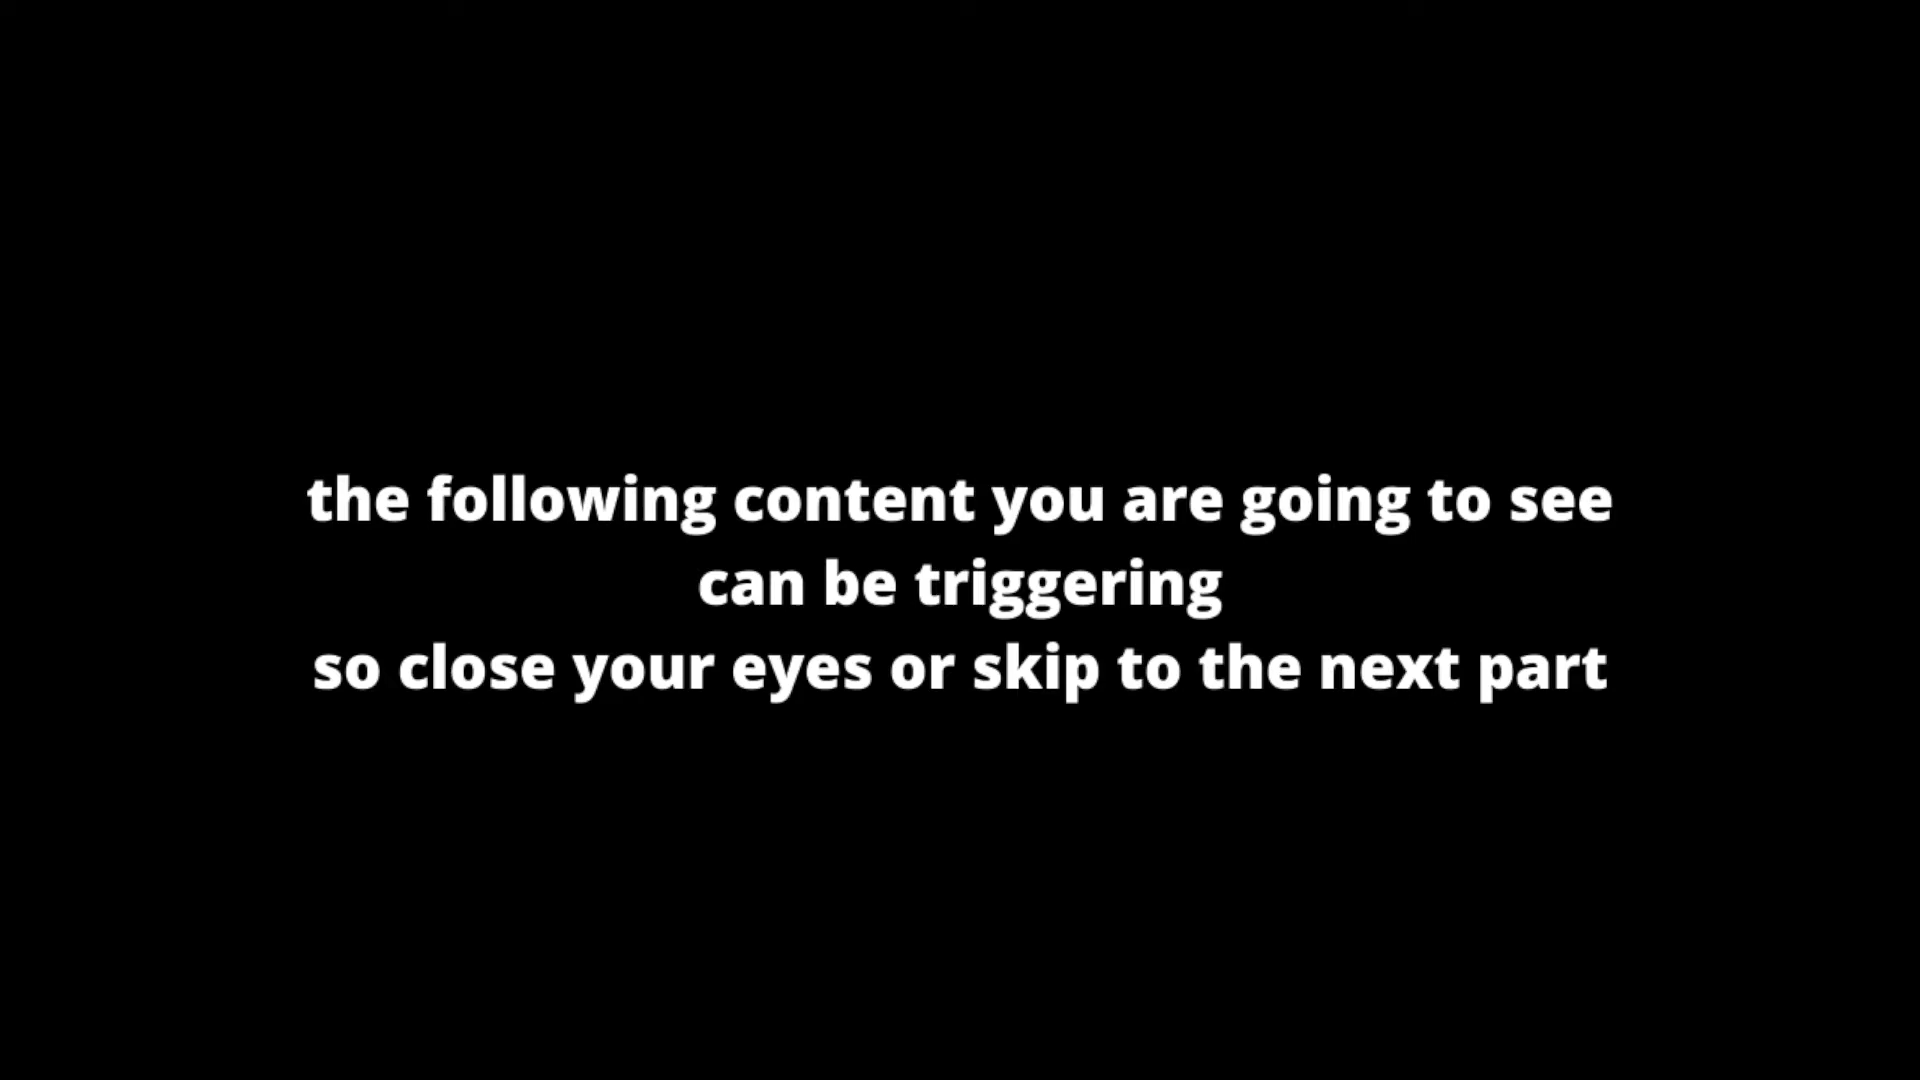 the following content you are going to see
can be triggering
so close your eyes or skip to the next part